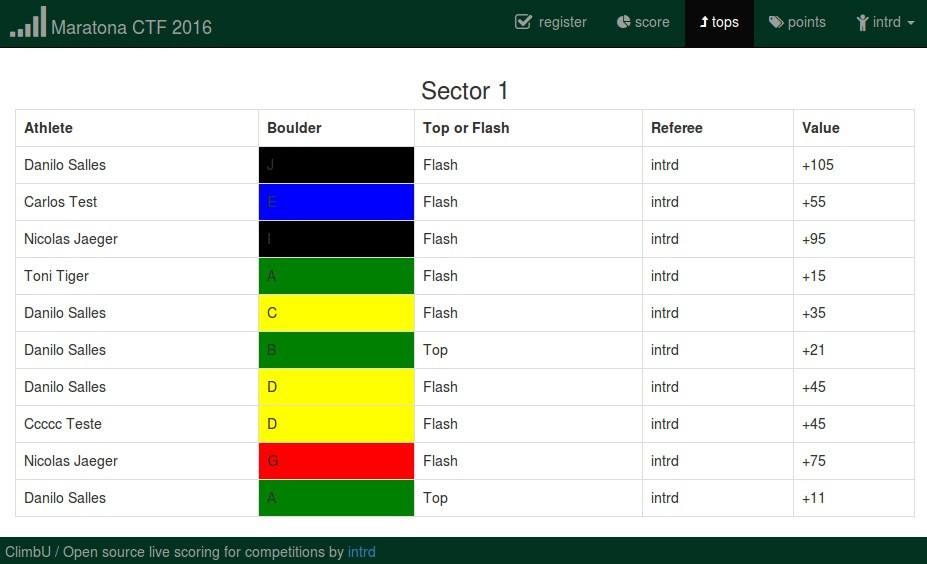 Maratona CTF 2016 register score tops points intrd
Sector 1
Athlete Boulder Top or Flash Referee Value
Danilo Salles J Flash intrd +105
Carlos Test E Flash intrd +55
Nicolas Jaeger I Flash intrd +95
Toni Tiger A Flash intrd +15
Danilo Salles C Flash intrd +35
Danilo Salles B Top intrd +21
Danilo Salles D Flash intrd +45
Ccccc Teste D Flash intrd +45
Nicolas Jaeger G Flash intrd +75
Danilo Salles A Top intrd +11
ClimbU / Open source live scoring for competitions by intrd